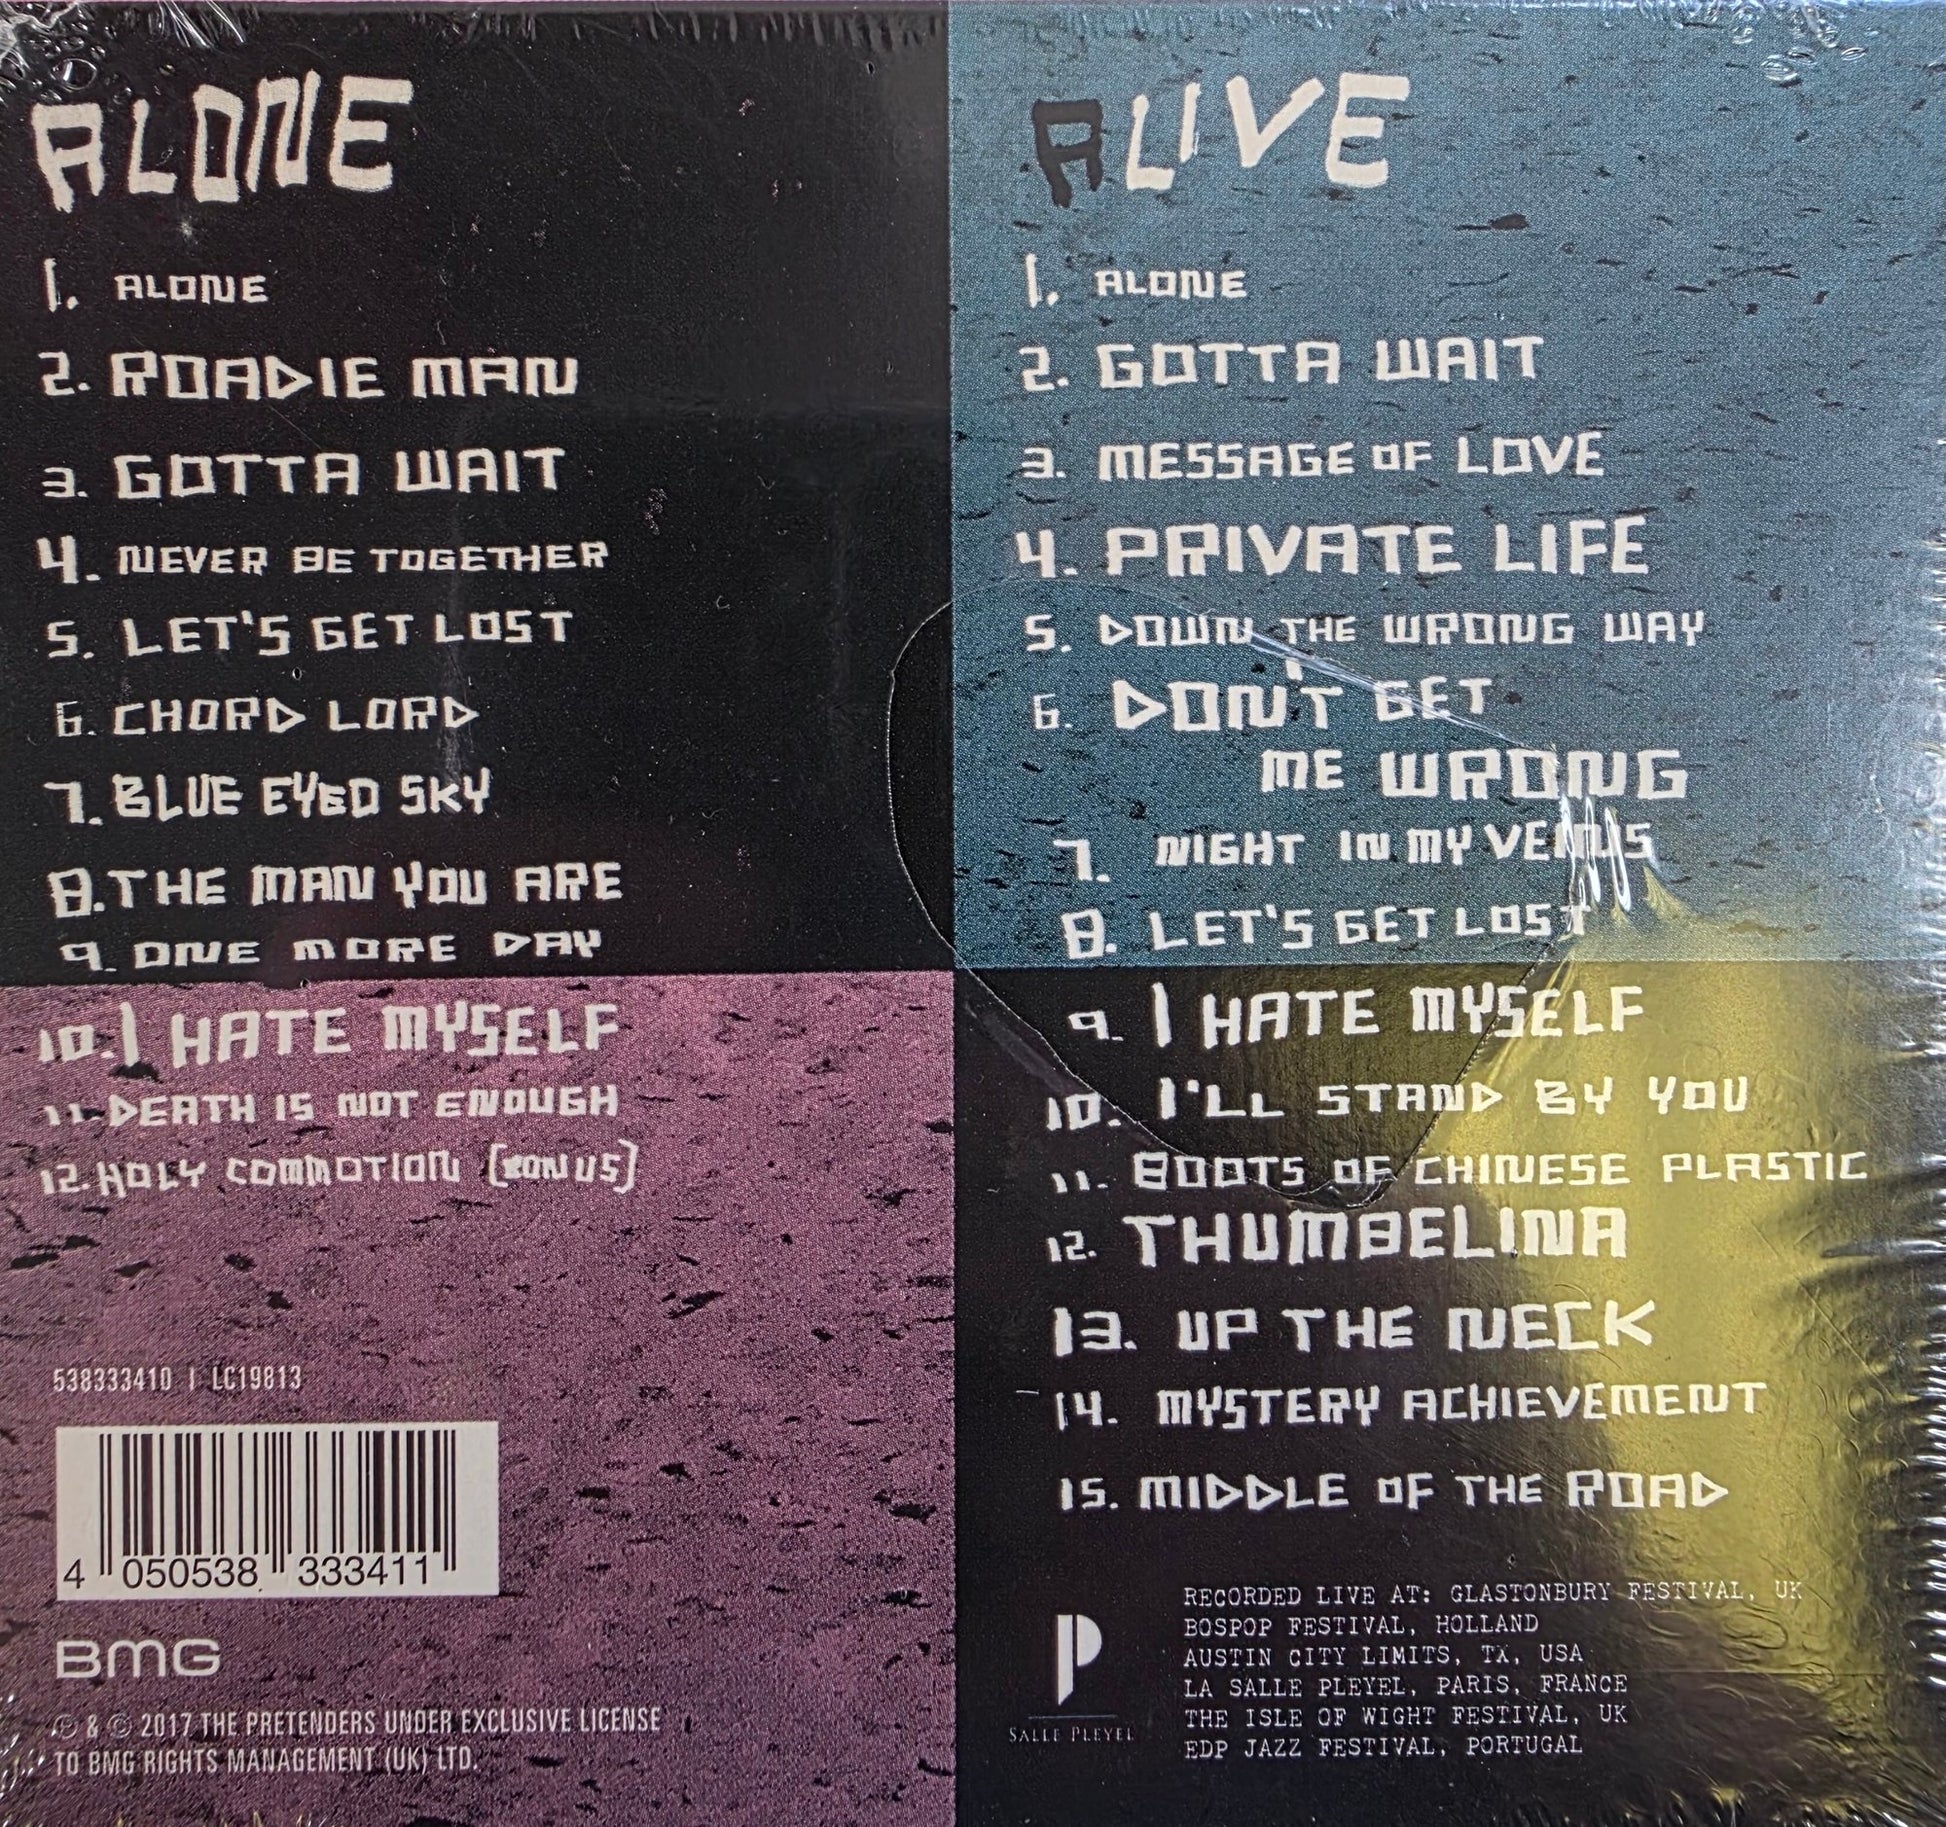 ALONE
1. ALONE
2. ROADIE MAN
3. GOTTA WAIT
4. NEVER BE TOGETHER
5. LET'S GET LOST
6. CHORD LORD
7. BLUE EYED SKY
8. THE MAN YOU ARE
9. ONE MORE DAY
10. I HATE MYSELF
11. DEATH IS NOT ENOUGH
12. HOLY COMMOTION (BONUS)
538333410 | LC19813
4 050538 333411
BMG
℗ & © 2017 THE PRETENDERS UNDER EXCLUSIVE LICENSE
TO BMG RIGHTS MANAGEMENT (UK) LTD.
ALIVE
1. ALONE
2. GOTTA WAIT
3. MESSAGE OF LOVE
4. PRIVATE LIFE
5. DOWN THE WRONG WAY
6. DON'T GET
ME WRONG
7. NIGHT IN MY VEINS
8. LET'S GET LOST
9. I HATE MYSELF
10. I'LL STAND BY YOU
11. BOOTS OF CHINESE PLASTIC
12. THUMBELINA
13. UP THE NECK
14. MYSTERY ACHIEVEMENT
15. MIDDLE OF THE ROAD
P
SALLE PLEYEL
RECORDED LIVE AT: GLASTONBURY FESTIVAL, UK
BOSPOP FESTIVAL, HOLLAND
AUSTIN CITY LIMITS, TX, USA
LA SALLE PLEYEL, PARIS, FRANCE
THE ISLE OF WIGHT FESTIVAL, UK
EDP JAZZ FESTIVAL, PORTUGAL